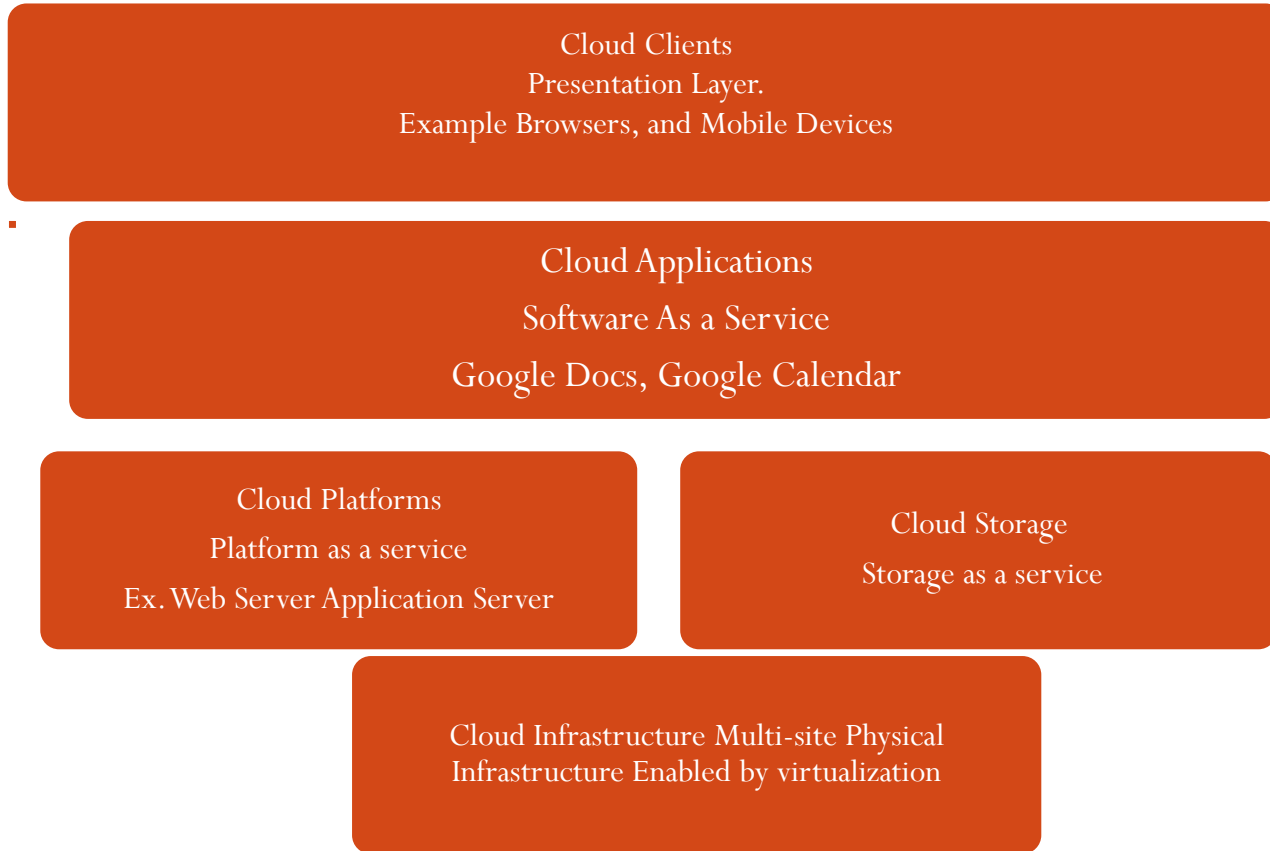 Cloud Clients
Presentation Layer.
Example Browsers, and Mobile Devices
Cloud Applications
Software As a Service
Google Docs, Google Calendar
Cloud Platforms
Platform as a service
Ex. Web Server Application Server
Cloud Storage
Storage as a service
Cloud Infrastructure Multi-site Physical
Infrastructure Enabled by virtualization